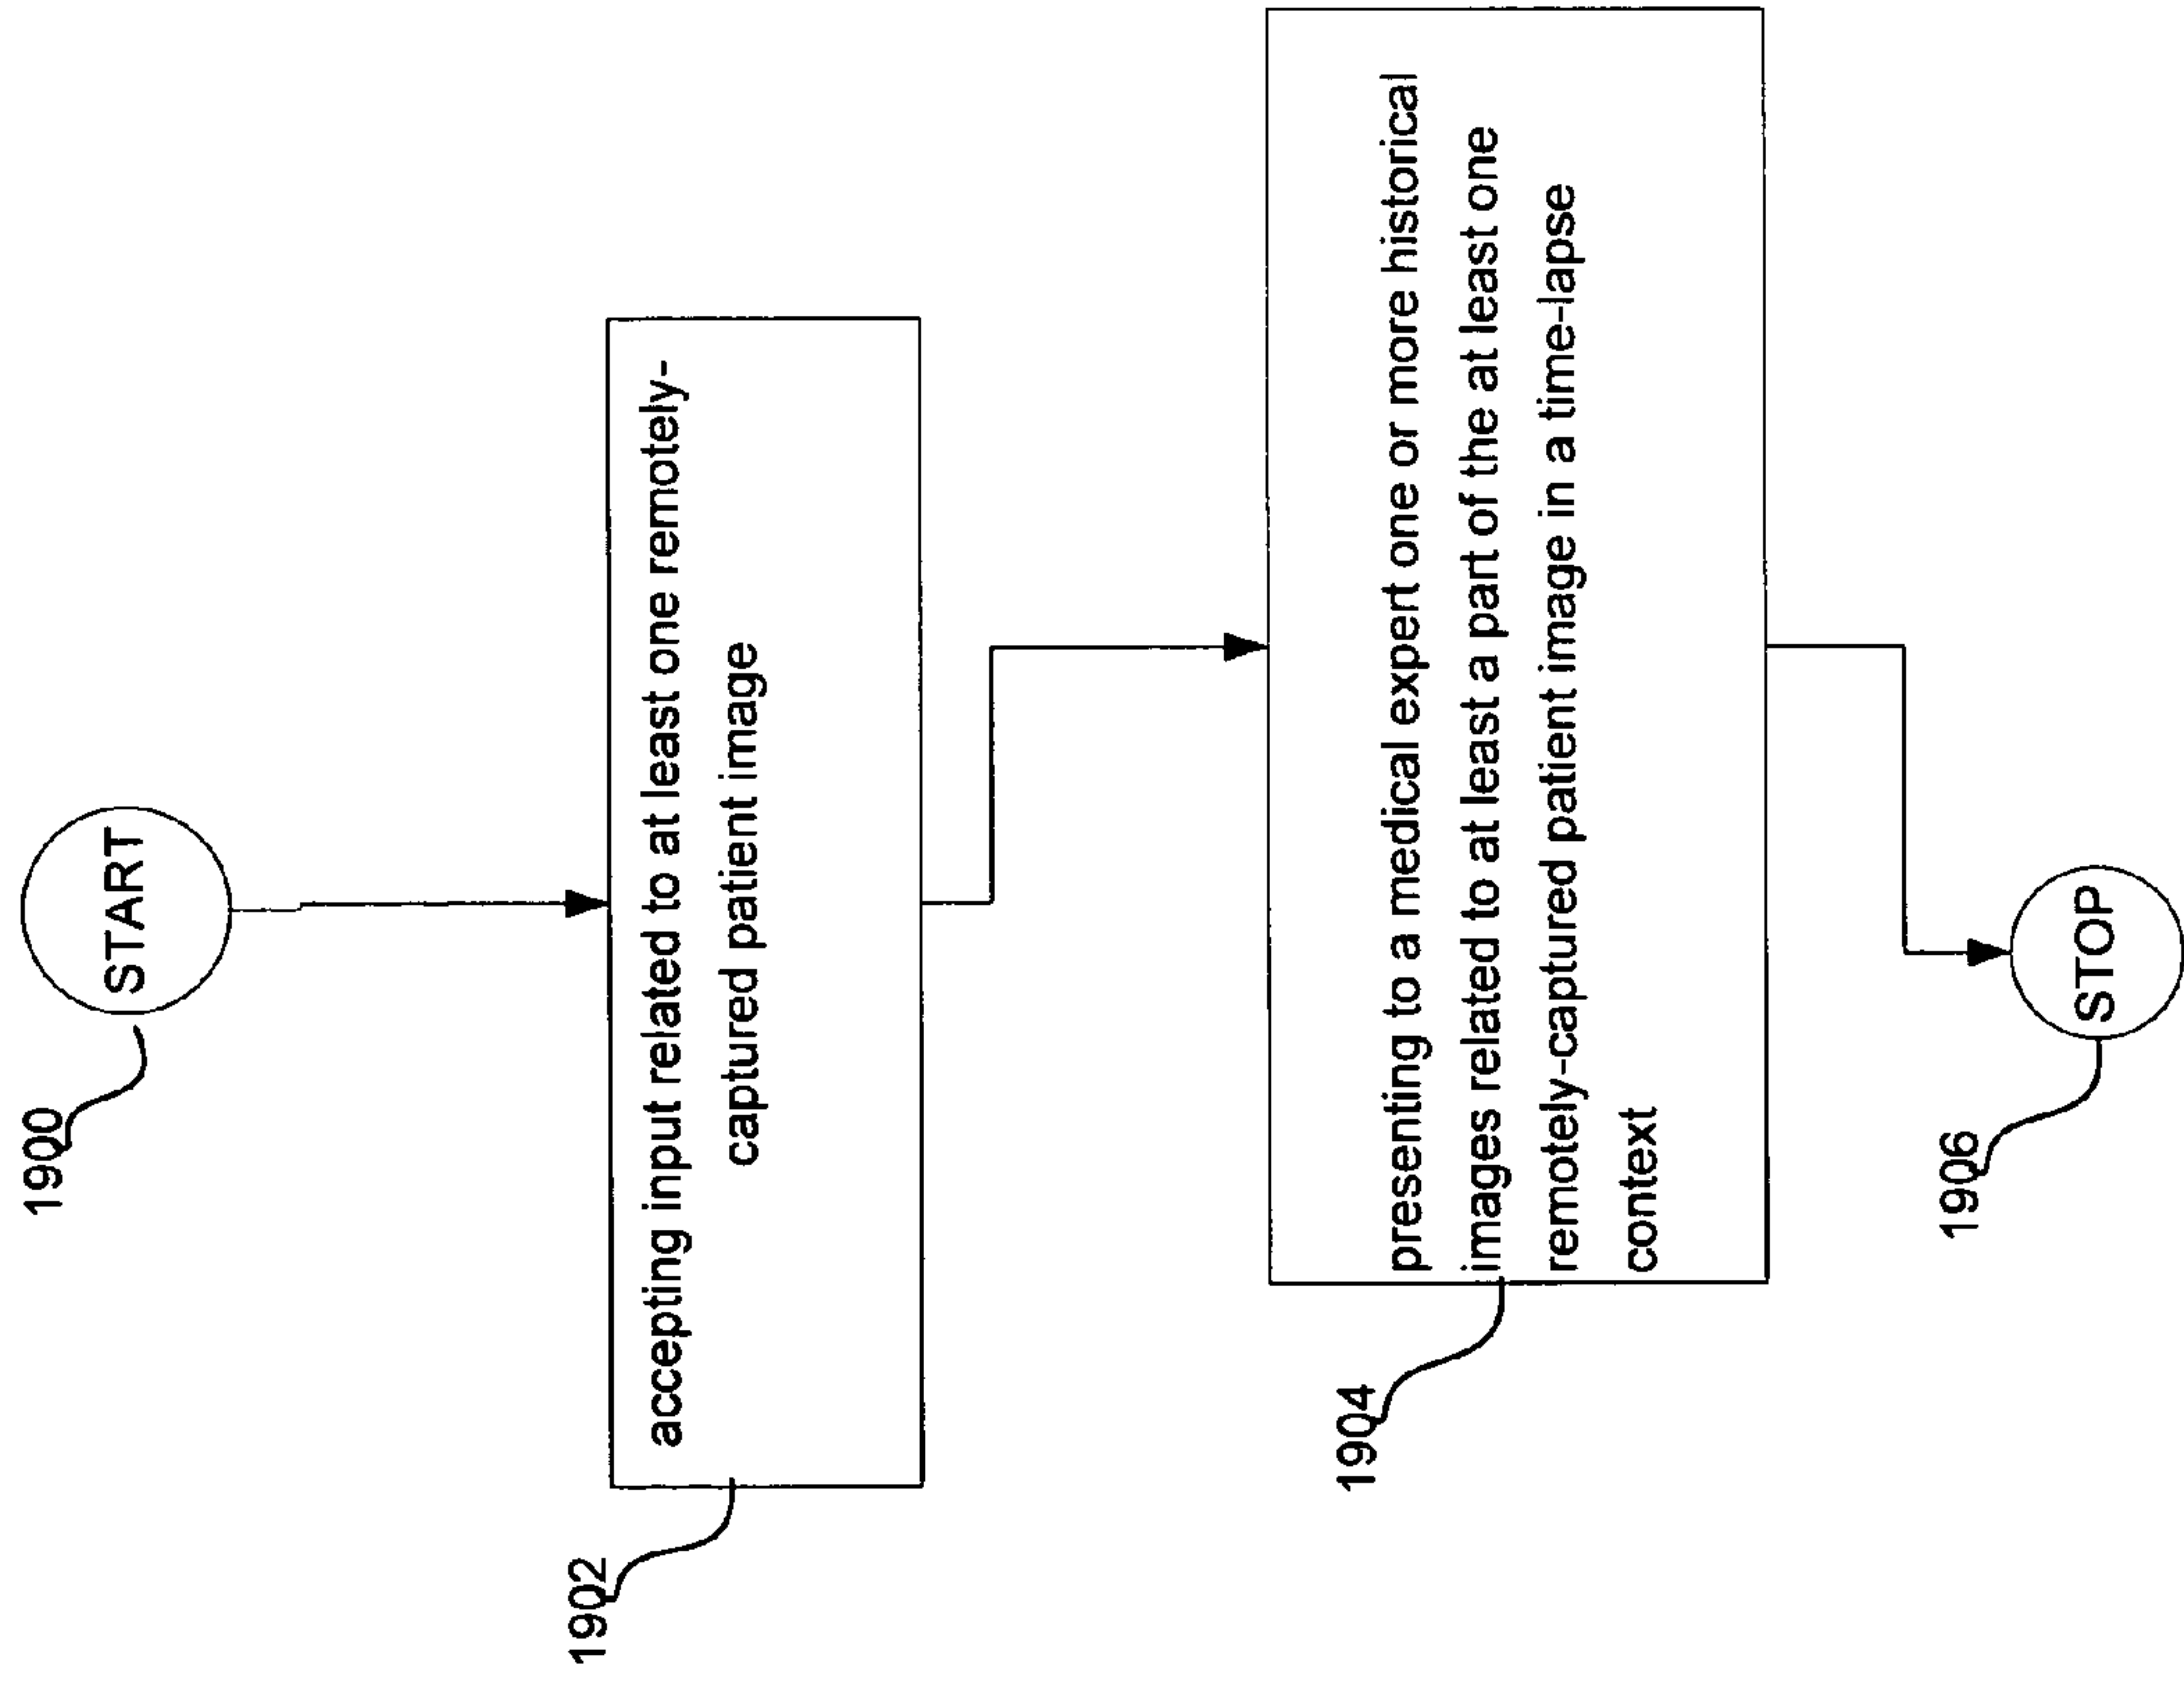 1900
START
1902
accepting input related to at least one remotely-
captured patient image
1904
presenting to a medical expert one or more historical
images related to at least a part of the at least one
remotely-captured patient image in a time-lapse
context
1906
STOP